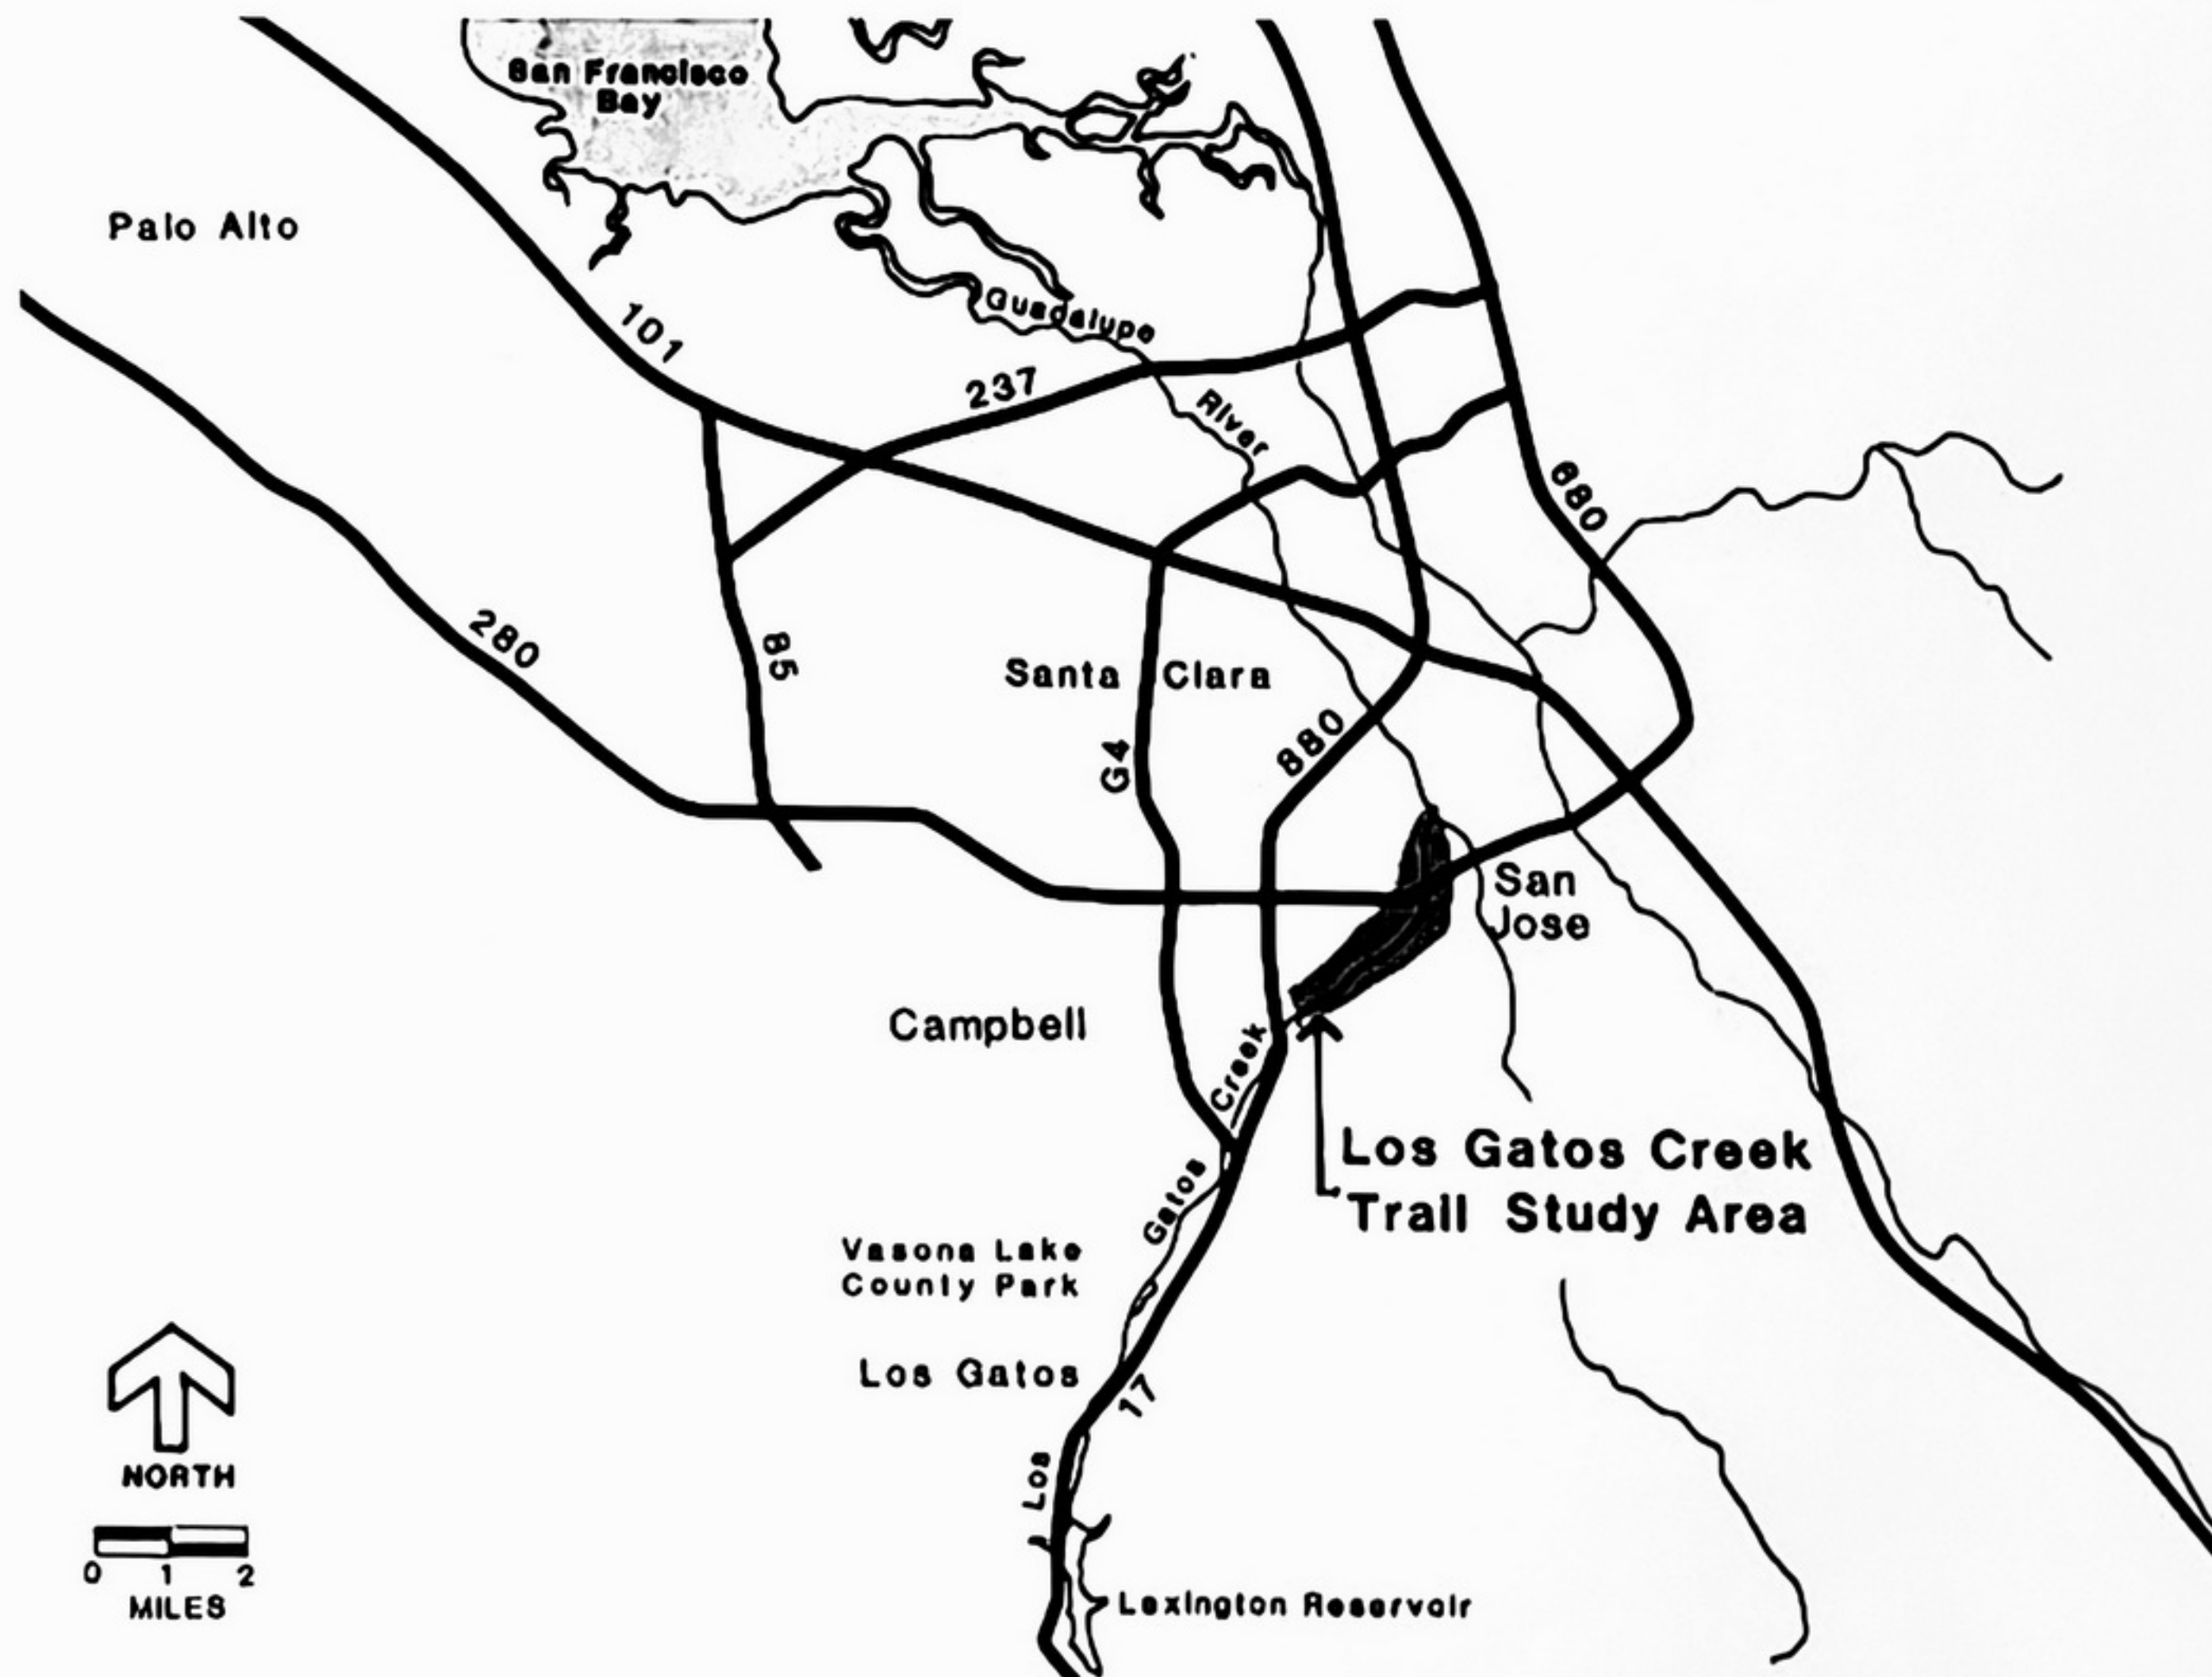 San Francisco
Bay
Palo Alto
101
Guadalupe
237
River
680
280
85
Santa Clara
G4
880
San
Jose
Campbell
Creek
Los Gatos Creek
Trail Study Area
Gatos
Vasona Lake
County Park
Los Gatos
17
Los
NORTH
0 1 2
MILES
Lexington Reservoir